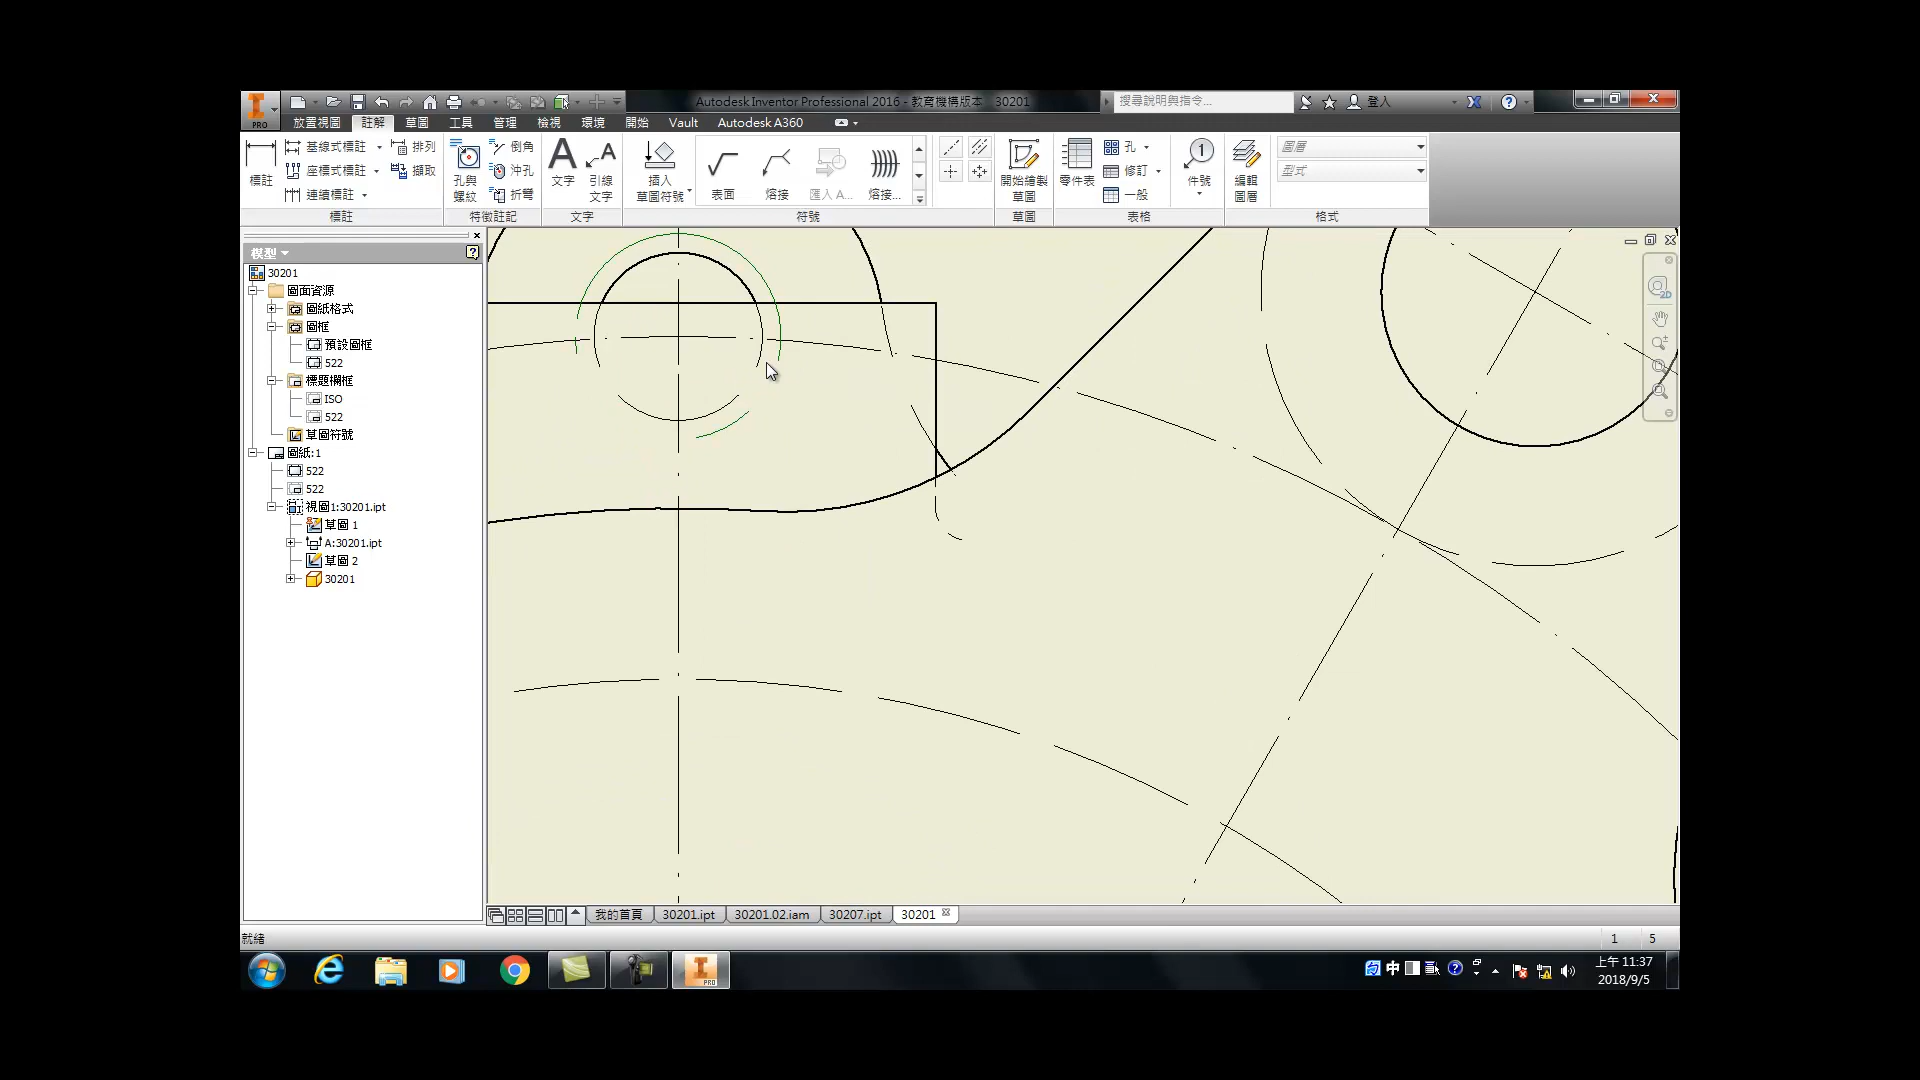 Autodesk Inventor Professional 2016 - 教育機構版本 30201
搜尋說明與指令...
登入
PRO
放置視圖 註解 草圖 工具 管理 檢視 環境 開始 Vault Autodesk A360
標註
基線式標註
座標式標註
連續標註
排列
擷取
標註
孔與
螺紋
倒角
沖孔
折彎
特徵註記
A
文字
A
引線
文字
文字
插入
草圖符號
表面
熔接
匯入 A...
熔接...
符號
開始繪製
草圖
草圖
零件表
孔
修訂
一般
表格
1
件號
編輯
圖層
圖層
型式
格式
模型
30201
圖面資源
圖紙格式
圖框
預設圖框
522
標題欄框
ISO
522
草圖符號
圖紙:1
522
522
視圖1:30201.ipt
草圖 1
A:30201.ipt
草圖 2
30201
2D
我的首頁 30201.ipt 30201.02.iam 30207.ipt 30201
就緒
1 5
PRO
中
上午 11:37
2018/9/5